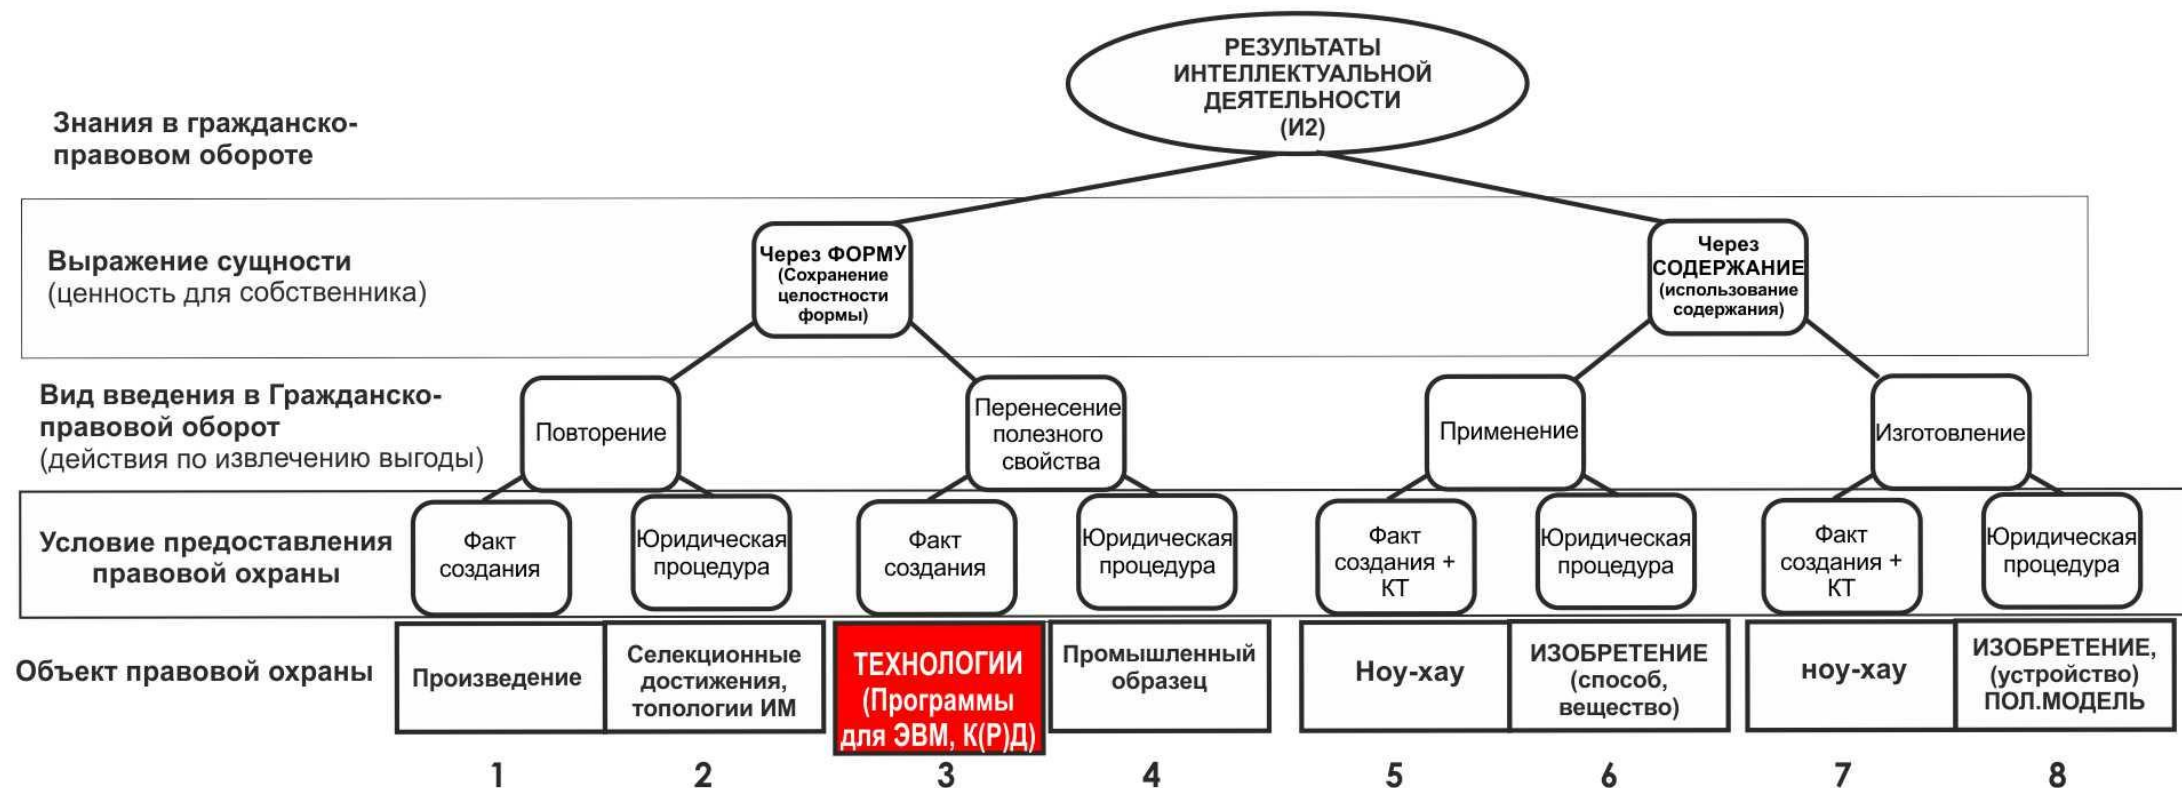 РЕЗУЛЬТАТЫ
ИНТЕЛЛЕКТУАЛЬНОЙ
ДЕЯТЕЛЬНОСТИ
(И2)
Знания в гражданско-
правовом обороте
Выражение сущности
(ценность для собственника)
Через ФОРМУ
(Сохранение
целостности
формы)
Через
СОДЕРЖАНИЕ
(использование
содержания)
Вид введения в Гражданско-
правовой оборот
(действия по извлечению выгоды)
Повторение
Перенесение
полезного
свойства
Применение
Изготовление
Условие предоставления
правовой охраны
Факт
создания
Юридическая
процедура
Факт
создания
Юридическая
процедура
Факт
создания +
КТ
Юридическая
процедура
Факт
создания +
КТ
Юридическая
процедура
Объект правовой охраны
Произведение
Селекционные
достижения,
топологии ИМ
ТЕХНОЛОГИИ
(Программы
для ЭВМ, К(Р)Д)
Промышленный
образец
Ноу-хау
ИЗОБРЕТЕНИЕ
(способ,
вещество)
ноу-хау
ИЗОБРЕТЕНИЕ,
(устройство)
ПОЛ.МОДЕЛЬ
1
2
3
4
5
6
7
8